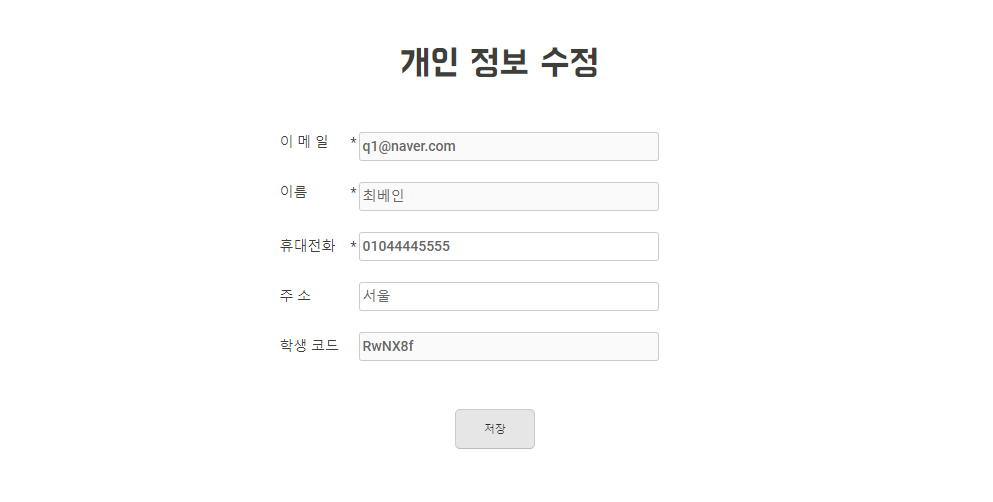 개인 정보 수정
이 메 일 * q1@naver.com
이름 * 최베인
휴대전화 * 01044445555
주 소 서울
학생 코드 RwNX8f
저장